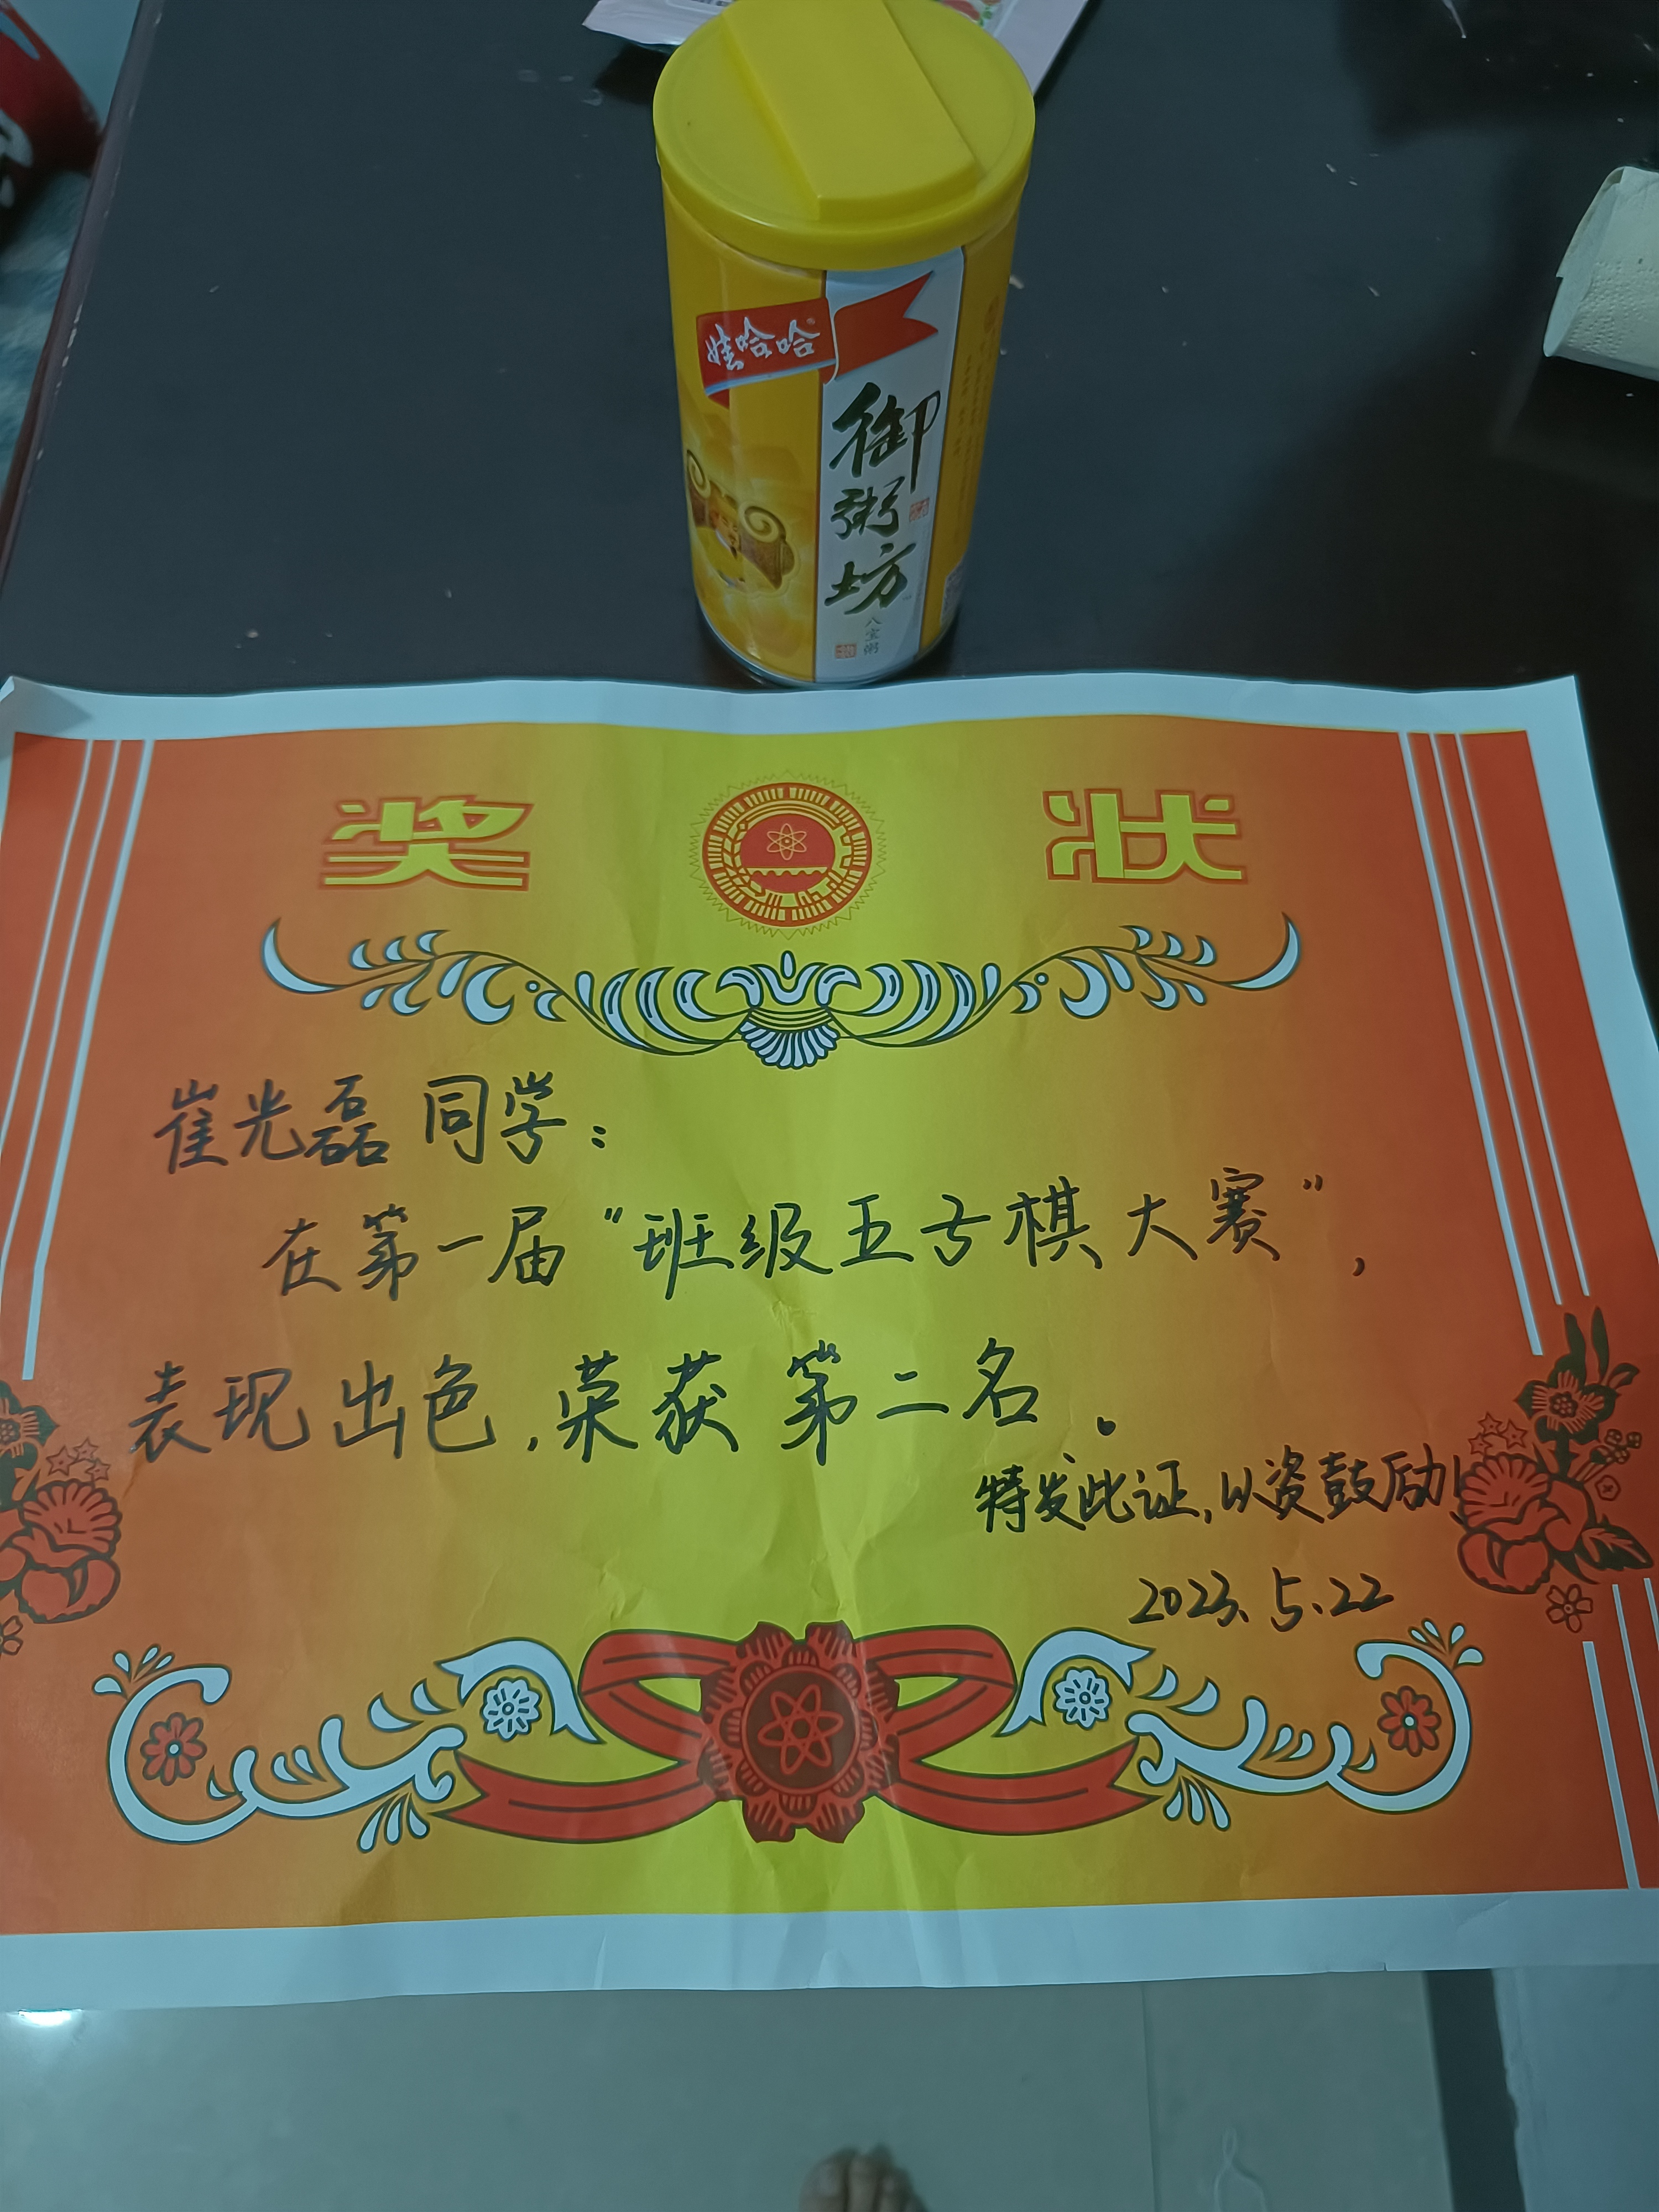 娃哈哈
御粥坊
八宝粥
奖状
崔光磊 同学：
在第一届“班级五子棋大赛”，
表现出色，荣获 第二名。
特发此证，以资鼓励！
2023.5.22